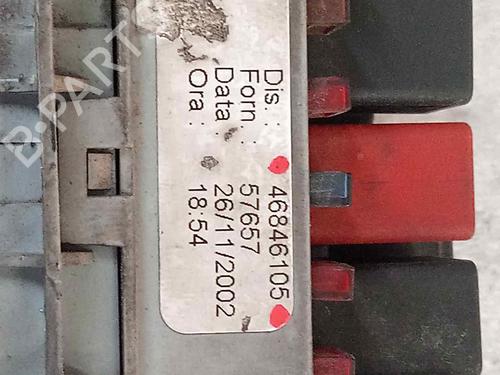 Dis. : 46846105
Forn. : 57657
Data : 26/11/2002
Ora : 18:54
B-PARTS